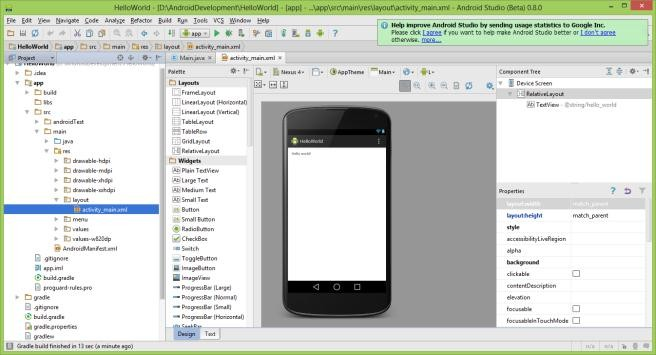 HelloWorld - [D:\AndroidDevelopment\HelloWorld] - [app] - ...\app\src\main\res\layout\activity_main.xml - Android Studio (Beta) 0.8.0
File Edit View Navigate Code Analyze Refactor Build Run Tools VCS Window Help
Help improve Android Studio by sending usage statistics to Google Inc.
Please click I agree if you want to help make Android Studio better or I don't agree
otherwise. more...
app
HelloWorld app src main res layout activity_main.xml
Project
Main.java × activity_main.xml ×
HelloWorld
.idea
app
build
libs
src
androidTest
main
java
res
drawable-hdpi
drawable-mdpi
drawable-xhdpi
drawable-xxhdpi
layout
activity_main.xml
menu
values
values-w820dp
AndroidManifest.xml
.gitignore
app.iml
build.gradle
proguard-rules.pro
gradle
.gitignore
build.gradle
gradle.properties
gradlew
Palette
Layouts
FrameLayout
LinearLayout (Horizontal)
LinearLayout (Vertical)
TableLayout
TableRow
GridLayout
RelativeLayout
Widgets
Plain TextView
Large Text
Medium Text
Small Text
Button
Small Button
RadioButton
CheckBox
Switch
ToggleButton
ImageButton
ImageView
ProgressBar (Large)
ProgressBar (Normal)
ProgressBar (Small)
ProgressBar (Horizontal)
SeekBar
Design Text
Nexus 4 AppTheme Main L
HelloWorld
Hello world!
Component Tree
Device Screen
RelativeLayout
Ab TextView - @string/hello_world
Properties
layout:width match_parent
layout:height match_parent
style
accessibilityLiveRegion
alpha
background
clickable
contentDescription
elevation
focusable
focusableInTouchMode
Gradle build finished in 13 sec (a minute ago)
n/a n/a